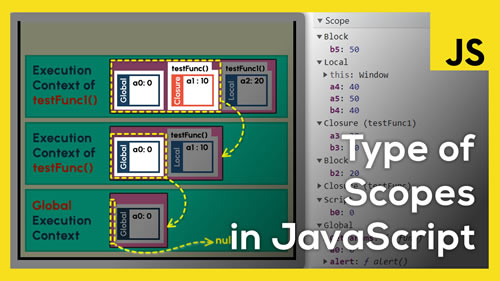 Execution
Context of
testFunc1()
Global
a0: 0
testFunc()
Closure
a1 : 10
testFunc1()
Local
a2: 20
Execution
Context of
testFunc()
Global
a0: 0
testFunc()
Local
a1 : 10
Global
Execution
Context
Global
a0: 0
null
Scope
Block
b5: 50
Local
this: Window
a4: 40
a5: 50
b4: 40
Closure (testFunc1)
b3:
Block
b2: 20
Closure (testFunc)
b0: 0
Global
alert: ƒ alert()
JS
Type of
Scopes
in JavaScript